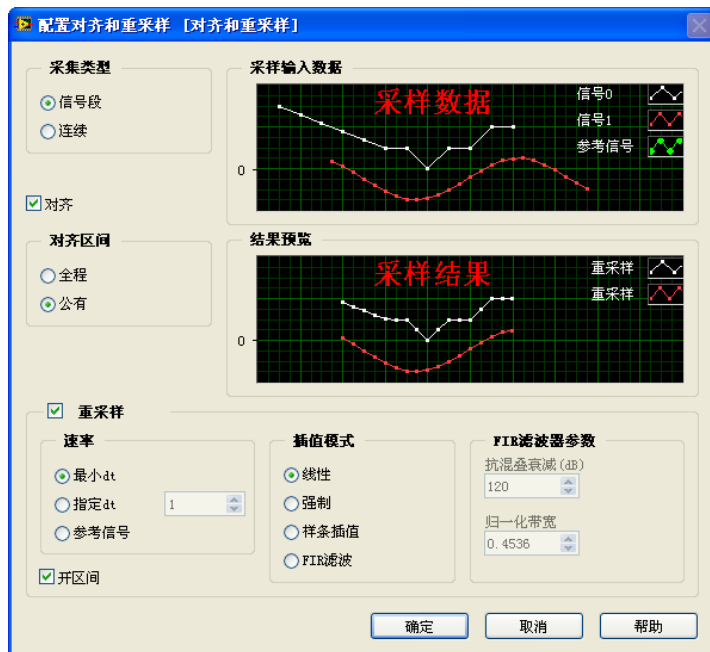 配置对齐和重采样 [对齐和重采样]
采集类型
信号段
连续
对齐
采样输入数据
采样数据
信号0
信号1
参考信号
0
对齐区间
全程
公有
结果预览
采样结果
重采样
重采样
0
重采样
速率
最小dt
指定dt 1
参考信号
开区间
插值模式
线性
强制
样条插值
FIR滤波
FIR滤波器参数
抗混叠衰减(dB)
120
归一化带宽
0.4536
确定 取消 帮助